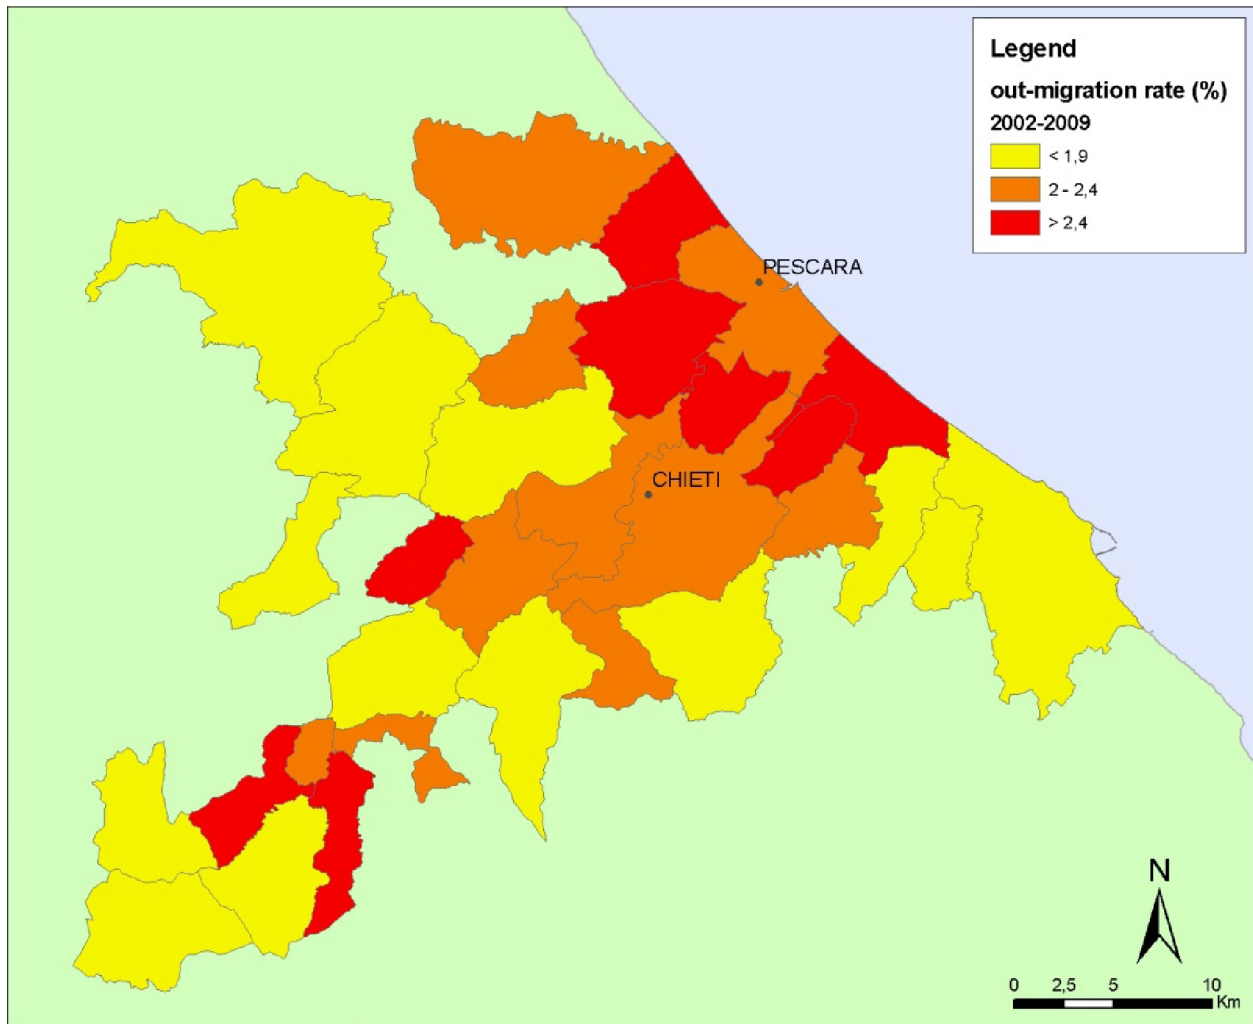 Legend
out-migration rate (%)
2002-2009
< 1,9
2 - 2,4
> 2,4
PESCARA
CHIETI
N
0 2,5 5 10
Km